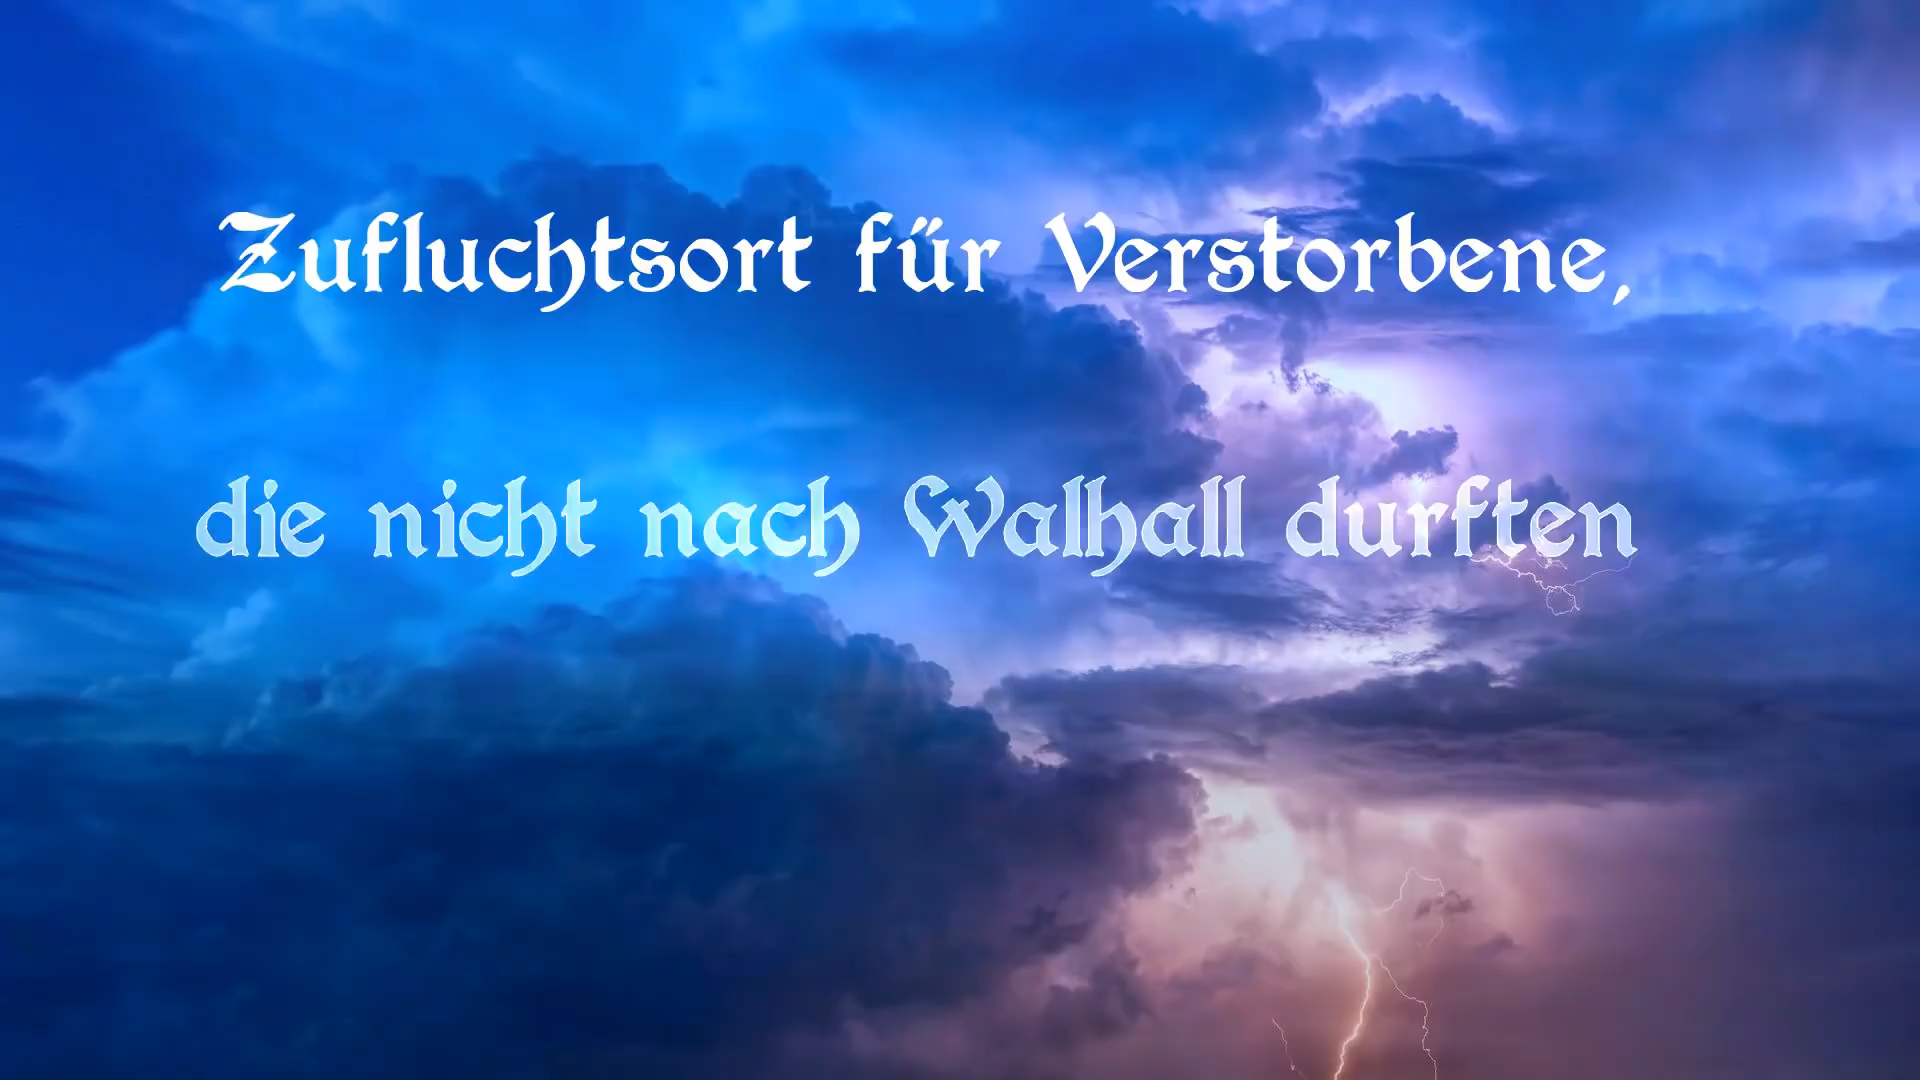 Zufluchtsort für Verstorbene,
die nicht nach Walhall durften